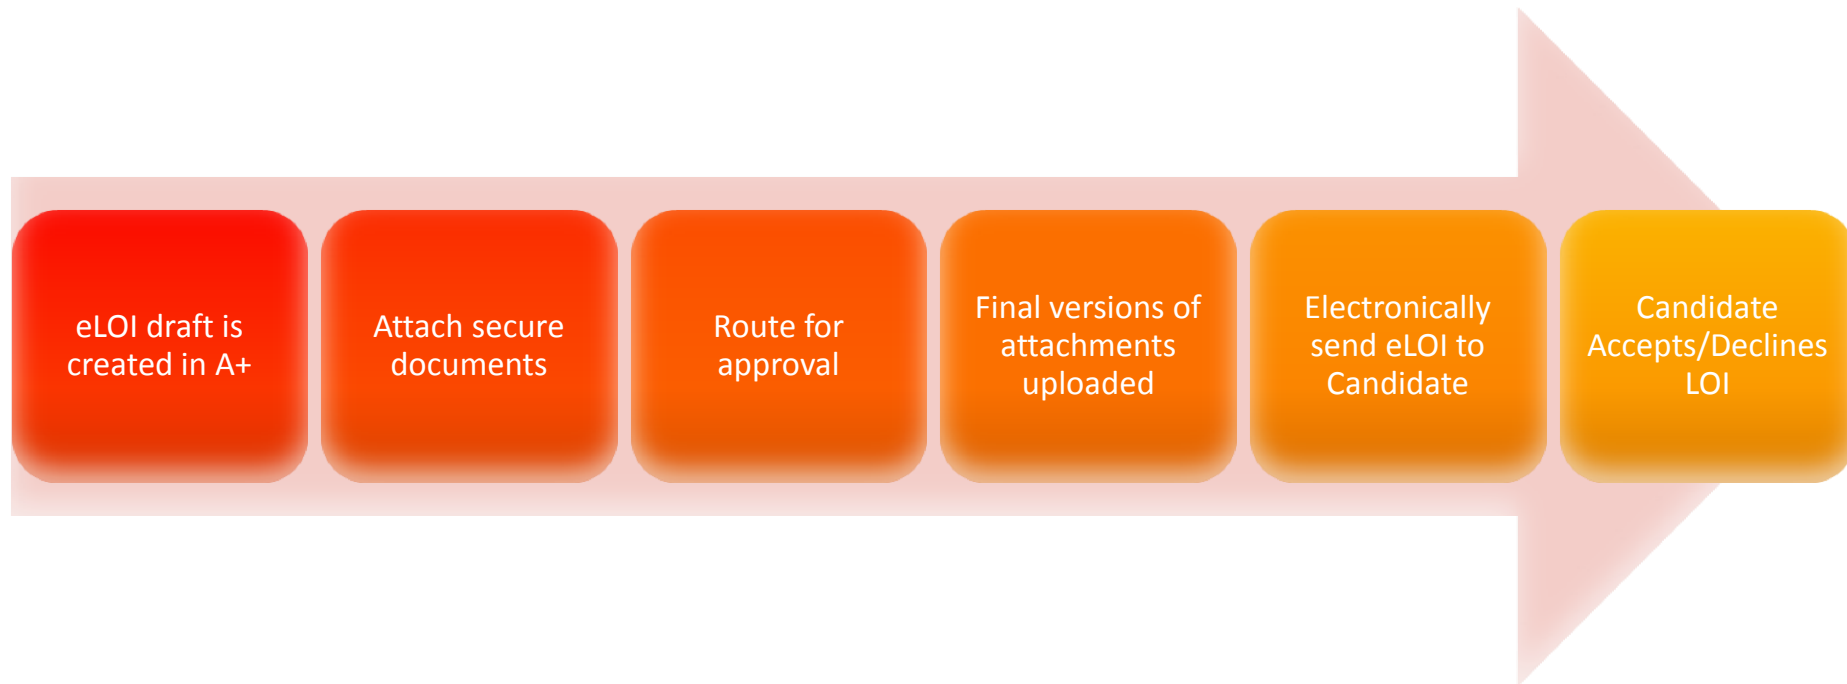 eLOI draft is
created in A+
Attach secure
documents
Route for
approval
Final versions of
attachments
uploaded
Electronically
send eLOI to
Candidate
Candidate
Accepts/Declines
LOI